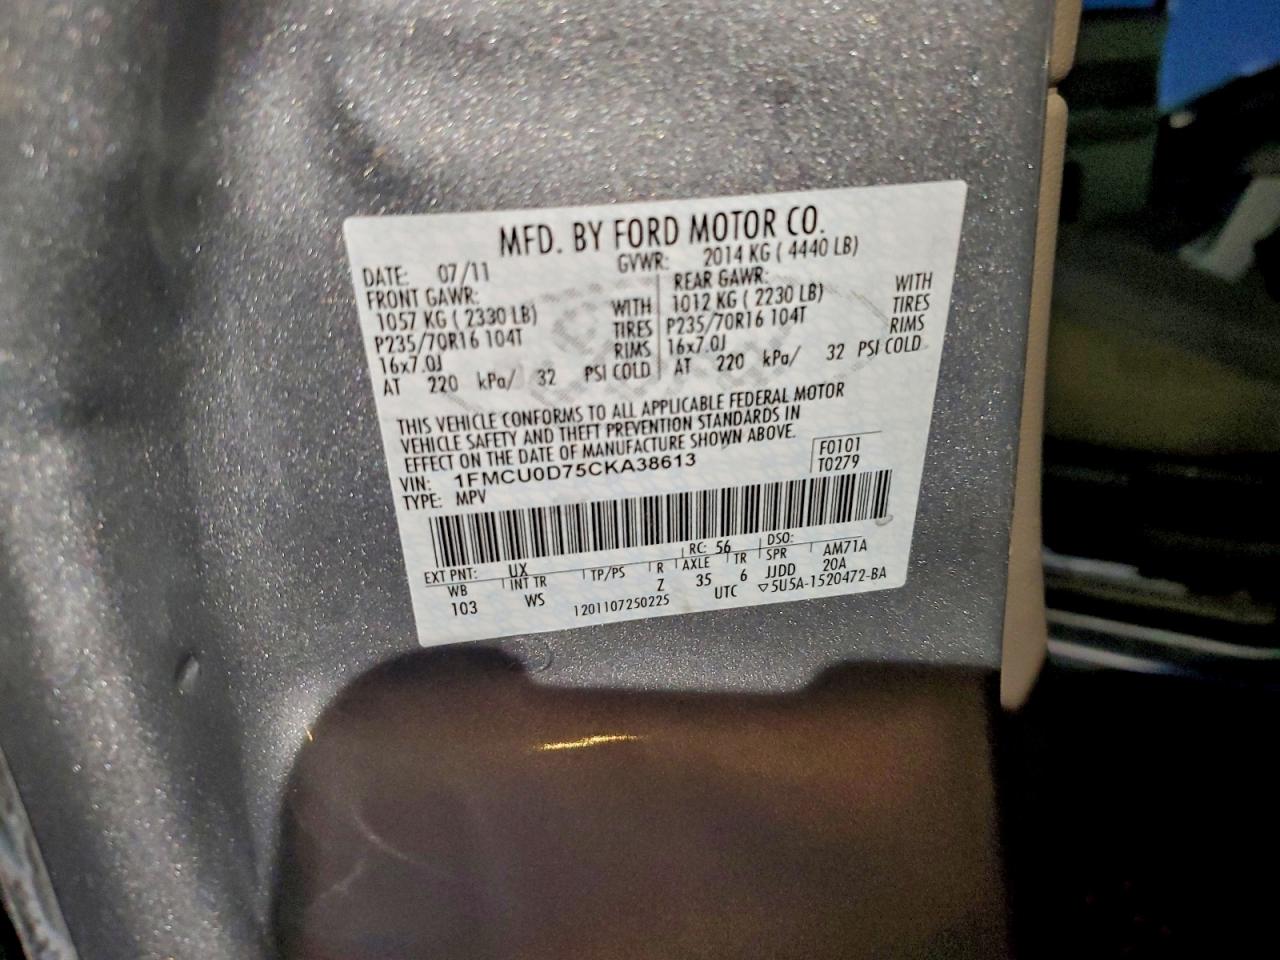 MFD. BY FORD MOTOR CO.
DATE: 07/11 GVWR: 2014 KG ( 4440 LB)
FRONT GAWR: REAR GAWR:
1057 KG ( 2330 LB) WITH 1012 KG ( 2230 LB) WITH
P235/70R16 104T TIRES P235/70R16 104T TIRES
16x7.0J RIMS 16x7.0J RIMS
AT 220 kPa/ 32 PSI COLD AT 220 kPa/ 32 PSI COLD
THIS VEHICLE CONFORMS TO ALL APPLICABLE FEDERAL MOTOR
VEHICLE SAFETY AND THEFT PREVENTION STANDARDS IN
EFFECT ON THE DATE OF MANUFACTURE SHOWN ABOVE.
VIN: 1FMCU0D75CKA38613 F0101
TYPE: MPV T0279
EXT PNT: UX RC: 56 DSO:
WB INT TR TP/PS R AXLE TR SPR AM71A
103 WS Z 35 6 JJDD 20A
1201107250225 UTC ▽5U5A-1520472-BA